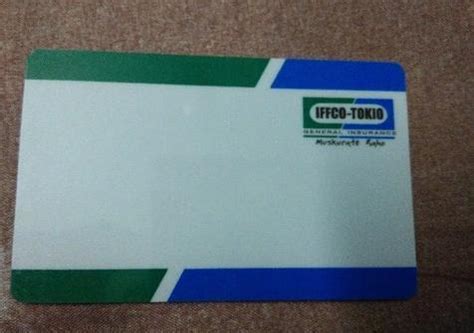 IFFCO-TOKIO
GENERAL INSURANCE
Muskurate Raho